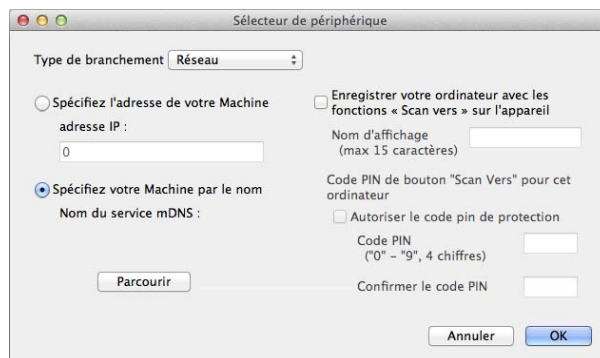 Sélecteur de périphérique
Type de branchement Réseau
Spécifiez l'adresse de votre Machine
adresse IP :
0
Spécifiez votre Machine par le nom
Nom du service mDNS :
Parcourir
Enregistrer votre ordinateur avec les
fonctions « Scan vers » sur l'appareil
Nom d'affichage
(max 15 caractères)
Code PIN de bouton "Scan Vers" pour cet
ordinateur
Autoriser le code pin de protection
Code PIN
("0" – "9", 4 chiffres)
Confirmer le code PIN
Annuler
OK